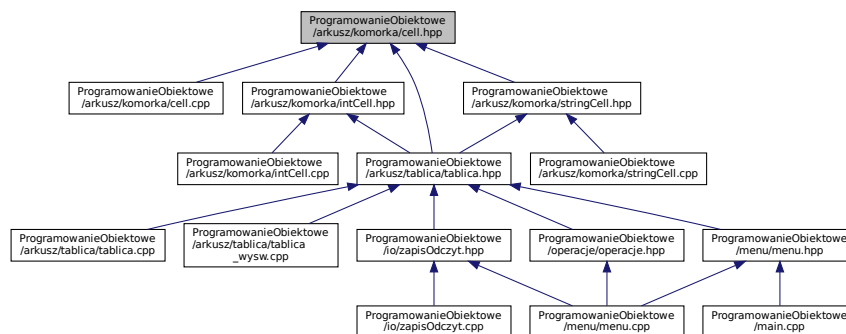 ProgramowanieObiektowe
/arkusz/komorka/cell.hpp
ProgramowanieObiektowe
/arkusz/komorka/cell.cpp
ProgramowanieObiektowe
/arkusz/komorka/intCell.hpp
ProgramowanieObiektowe
/arkusz/komorka/stringCell.hpp
ProgramowanieObiektowe
/arkusz/komorka/intCell.cpp
ProgramowanieObiektowe
/arkusz/tablica/tablica.hpp
ProgramowanieObiektowe
/arkusz/komorka/stringCell.cpp
ProgramowanieObiektowe
/arkusz/tablica/tablica.cpp
ProgramowanieObiektowe
/arkusz/tablica/tablica
_wysw.cpp
ProgramowanieObiektowe
/io/zapisOdczyt.hpp
ProgramowanieObiektowe
/operacje/operacje.hpp
ProgramowanieObiektowe
/menu/menu.hpp
ProgramowanieObiektowe
/io/zapisOdczyt.cpp
ProgramowanieObiektowe
/menu/menu.cpp
ProgramowanieObiektowe
/main.cpp